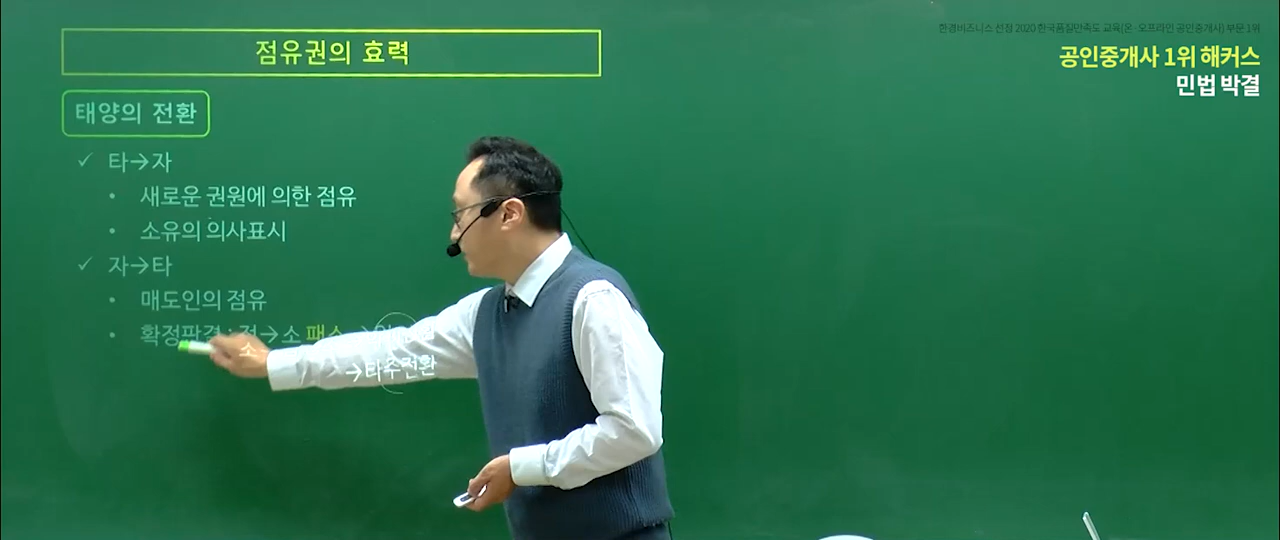 한경비즈니스 선정 2020 한국품질만족도 교육(온·오프라인 공인중개사) 부문 1위
공인중개사 1위 해커스
민법 박결
점유권의 효력
태양의 전환
✓ 타→자
• 새로운 권원에 의한 점유
• 소유의 의사표시
✓ 자→타
• 매도인의 점유
• 확정판결 : 점→소 패소
소
→타주전환